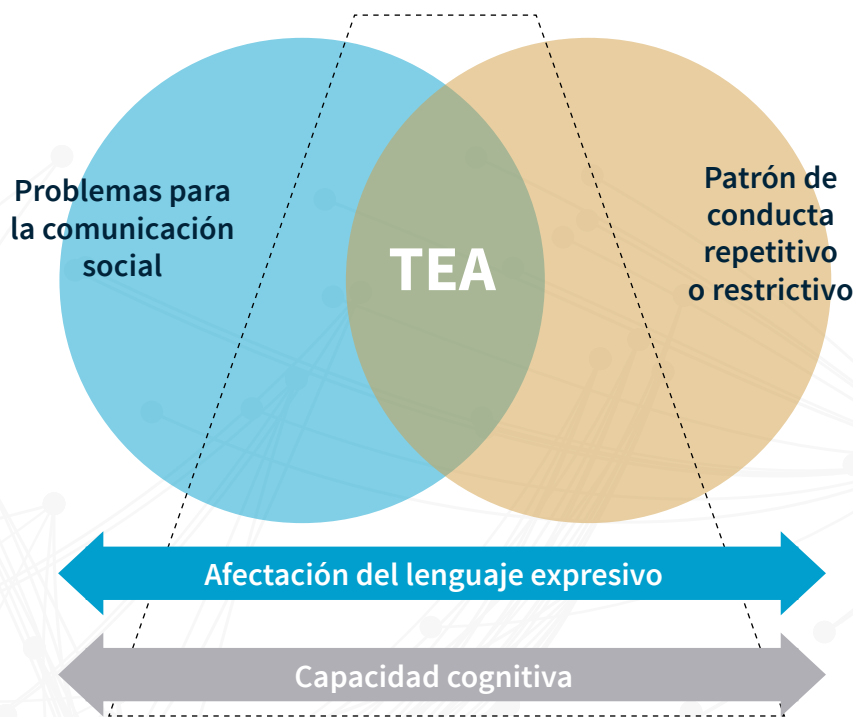 Problemas para
la comunicación
social
TEA
Patrón de
conducta
repetitivo
o restrictivo
Afectación del lenguaje expresivo
Capacidad cognitiva